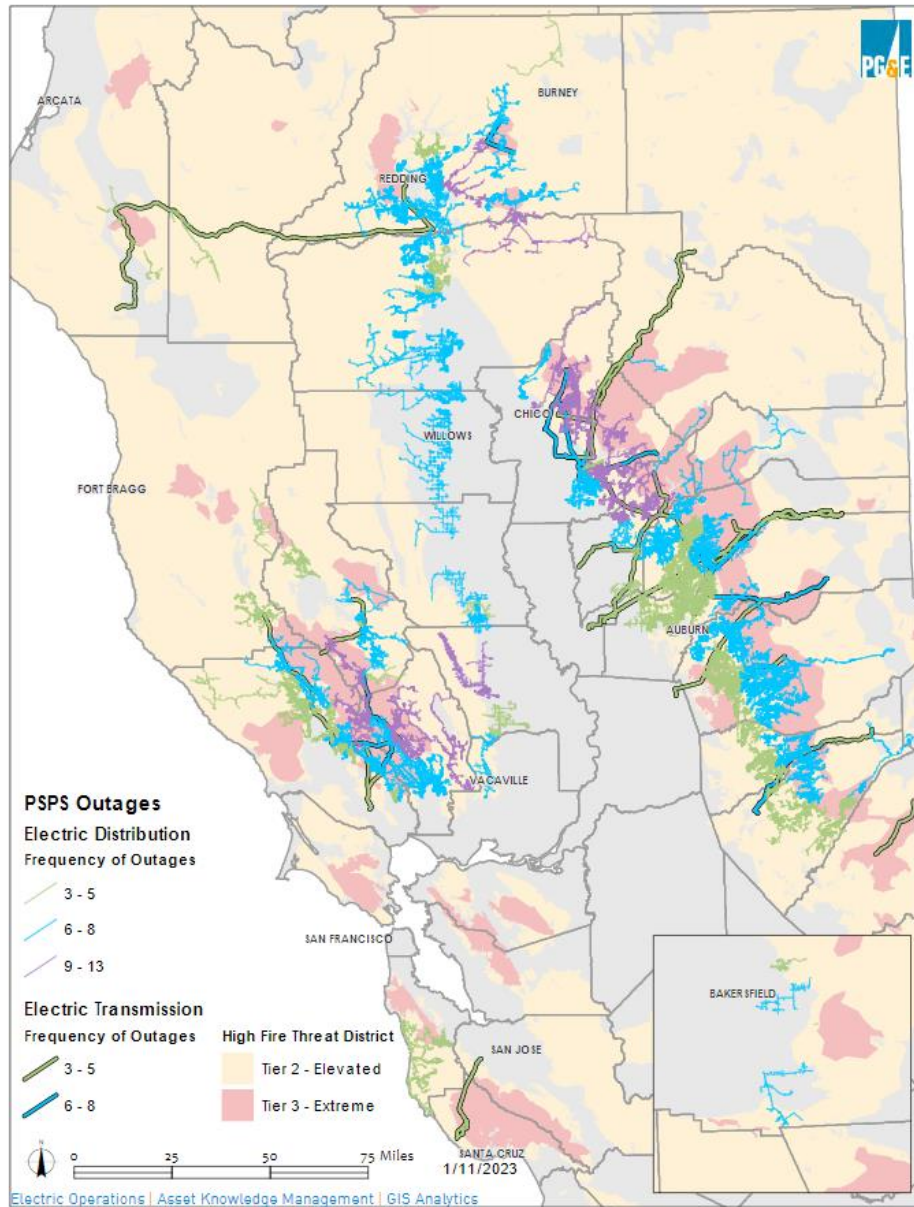 PG&E
ARCATA
BURNEY
REDDING
CHICO
WILLOWS
FORT BRAGG
AUBURN
VACAVILLE
PSPS Outages
Electric Distribution
Frequency of Outages
3 - 5
6 - 8
9 - 13
SAN FRANCISCO
BAKERSFIELD
Electric Transmission
Frequency of Outages
3 - 5
6 - 8
High Fire Threat District
Tier 2 - Elevated
Tier 3 - Extreme
SAN JOSE
SANTA CRUZ
N
0 25 50 75 Miles
1/11/2023
Electric Operations | Asset Knowledge Management | GIS Analytics